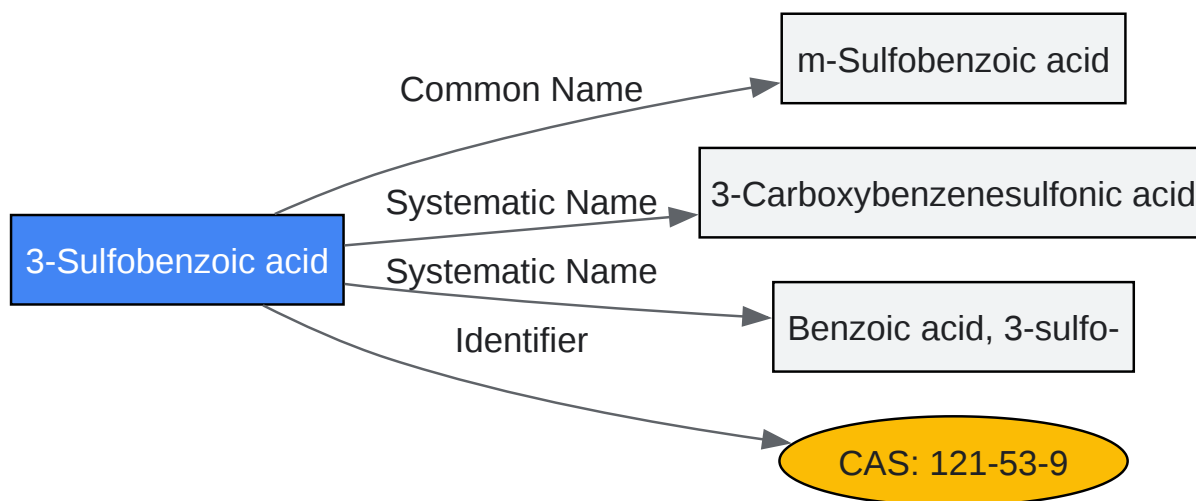 m-Sulfobenzoic acid
Common Name
3-Carboxybenzenesulfonic acid
Systematic Name
3-Sulfobenzoic acid
Systematic Name
Benzoic acid, 3-sulfo-
Identifier
CAS: 121-53-9